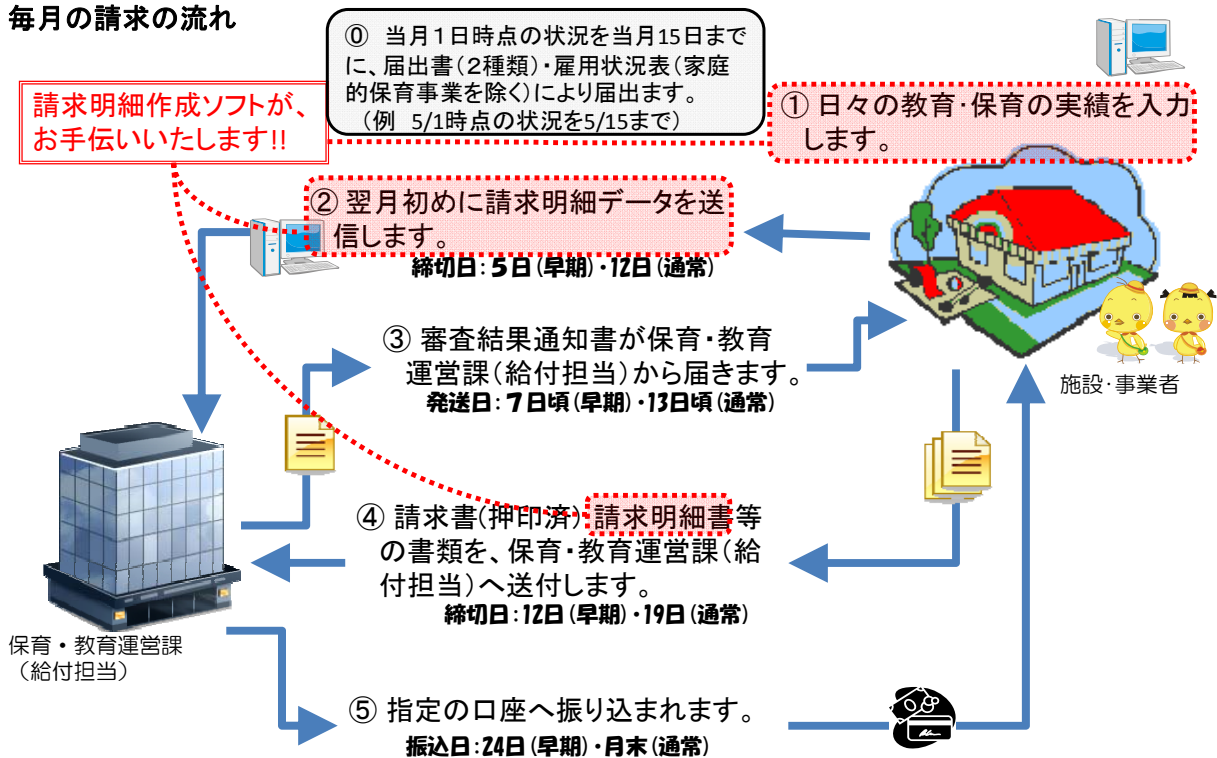 毎月の請求の流れ
⓪ 当月1日時点の状況を当月15日まで
に、届出書(2種類)・雇用状況表(家庭
的保育事業を除く)により届出ます。
(例 5/1時点の状況を5/15まで)
請求明細作成ソフトが、
お手伝いいたします!!
① 日々の教育・保育の実績を入力
します。
② 翌月初めに請求明細データを送
信します。
締切日:5日(早期)・12日(通常)
③ 審査結果通知書が保育・教育
運営課(給付担当)から届きます。
発送日:7日頃(早期)・13日頃(通常)
施設・事業者
④ 請求書(押印済) 請求明細書等
の書類を、保育・教育運営課(給
付担当)へ送付します。
締切日:12日(早期)・19日(通常)
保育・教育運営課
(給付担当)
⑤ 指定の口座へ振り込まれます。
振込日:24日(早期)・月末(通常)